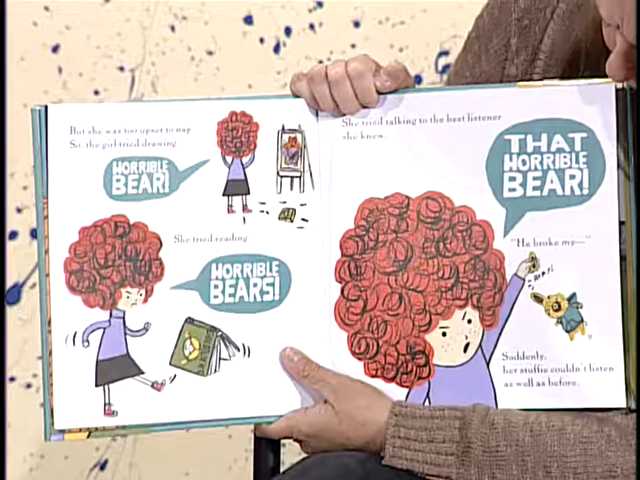 But she was too upset to nap.
So, the girl tried drawing.
HORRIBLE
BEAR!
She tried reading.
HORRIBLE
BEARS!
She tried talking to the best listener
she knew.
THAT
HORRIBLE
BEAR!
"He broke my—"
Suddenly,
her stuffie couldn't listen
as well as before.